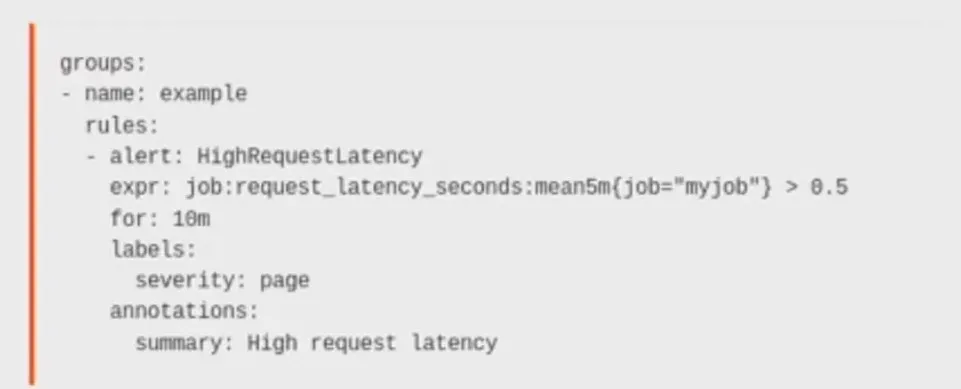 groups:
- name: example
  rules:
  - alert: HighRequestLatency
    expr: job:request_latency_seconds:mean5m{job="myjob"} > 0.5
    for: 10m
    labels:
      severity: page
    annotations:
      summary: High request latency